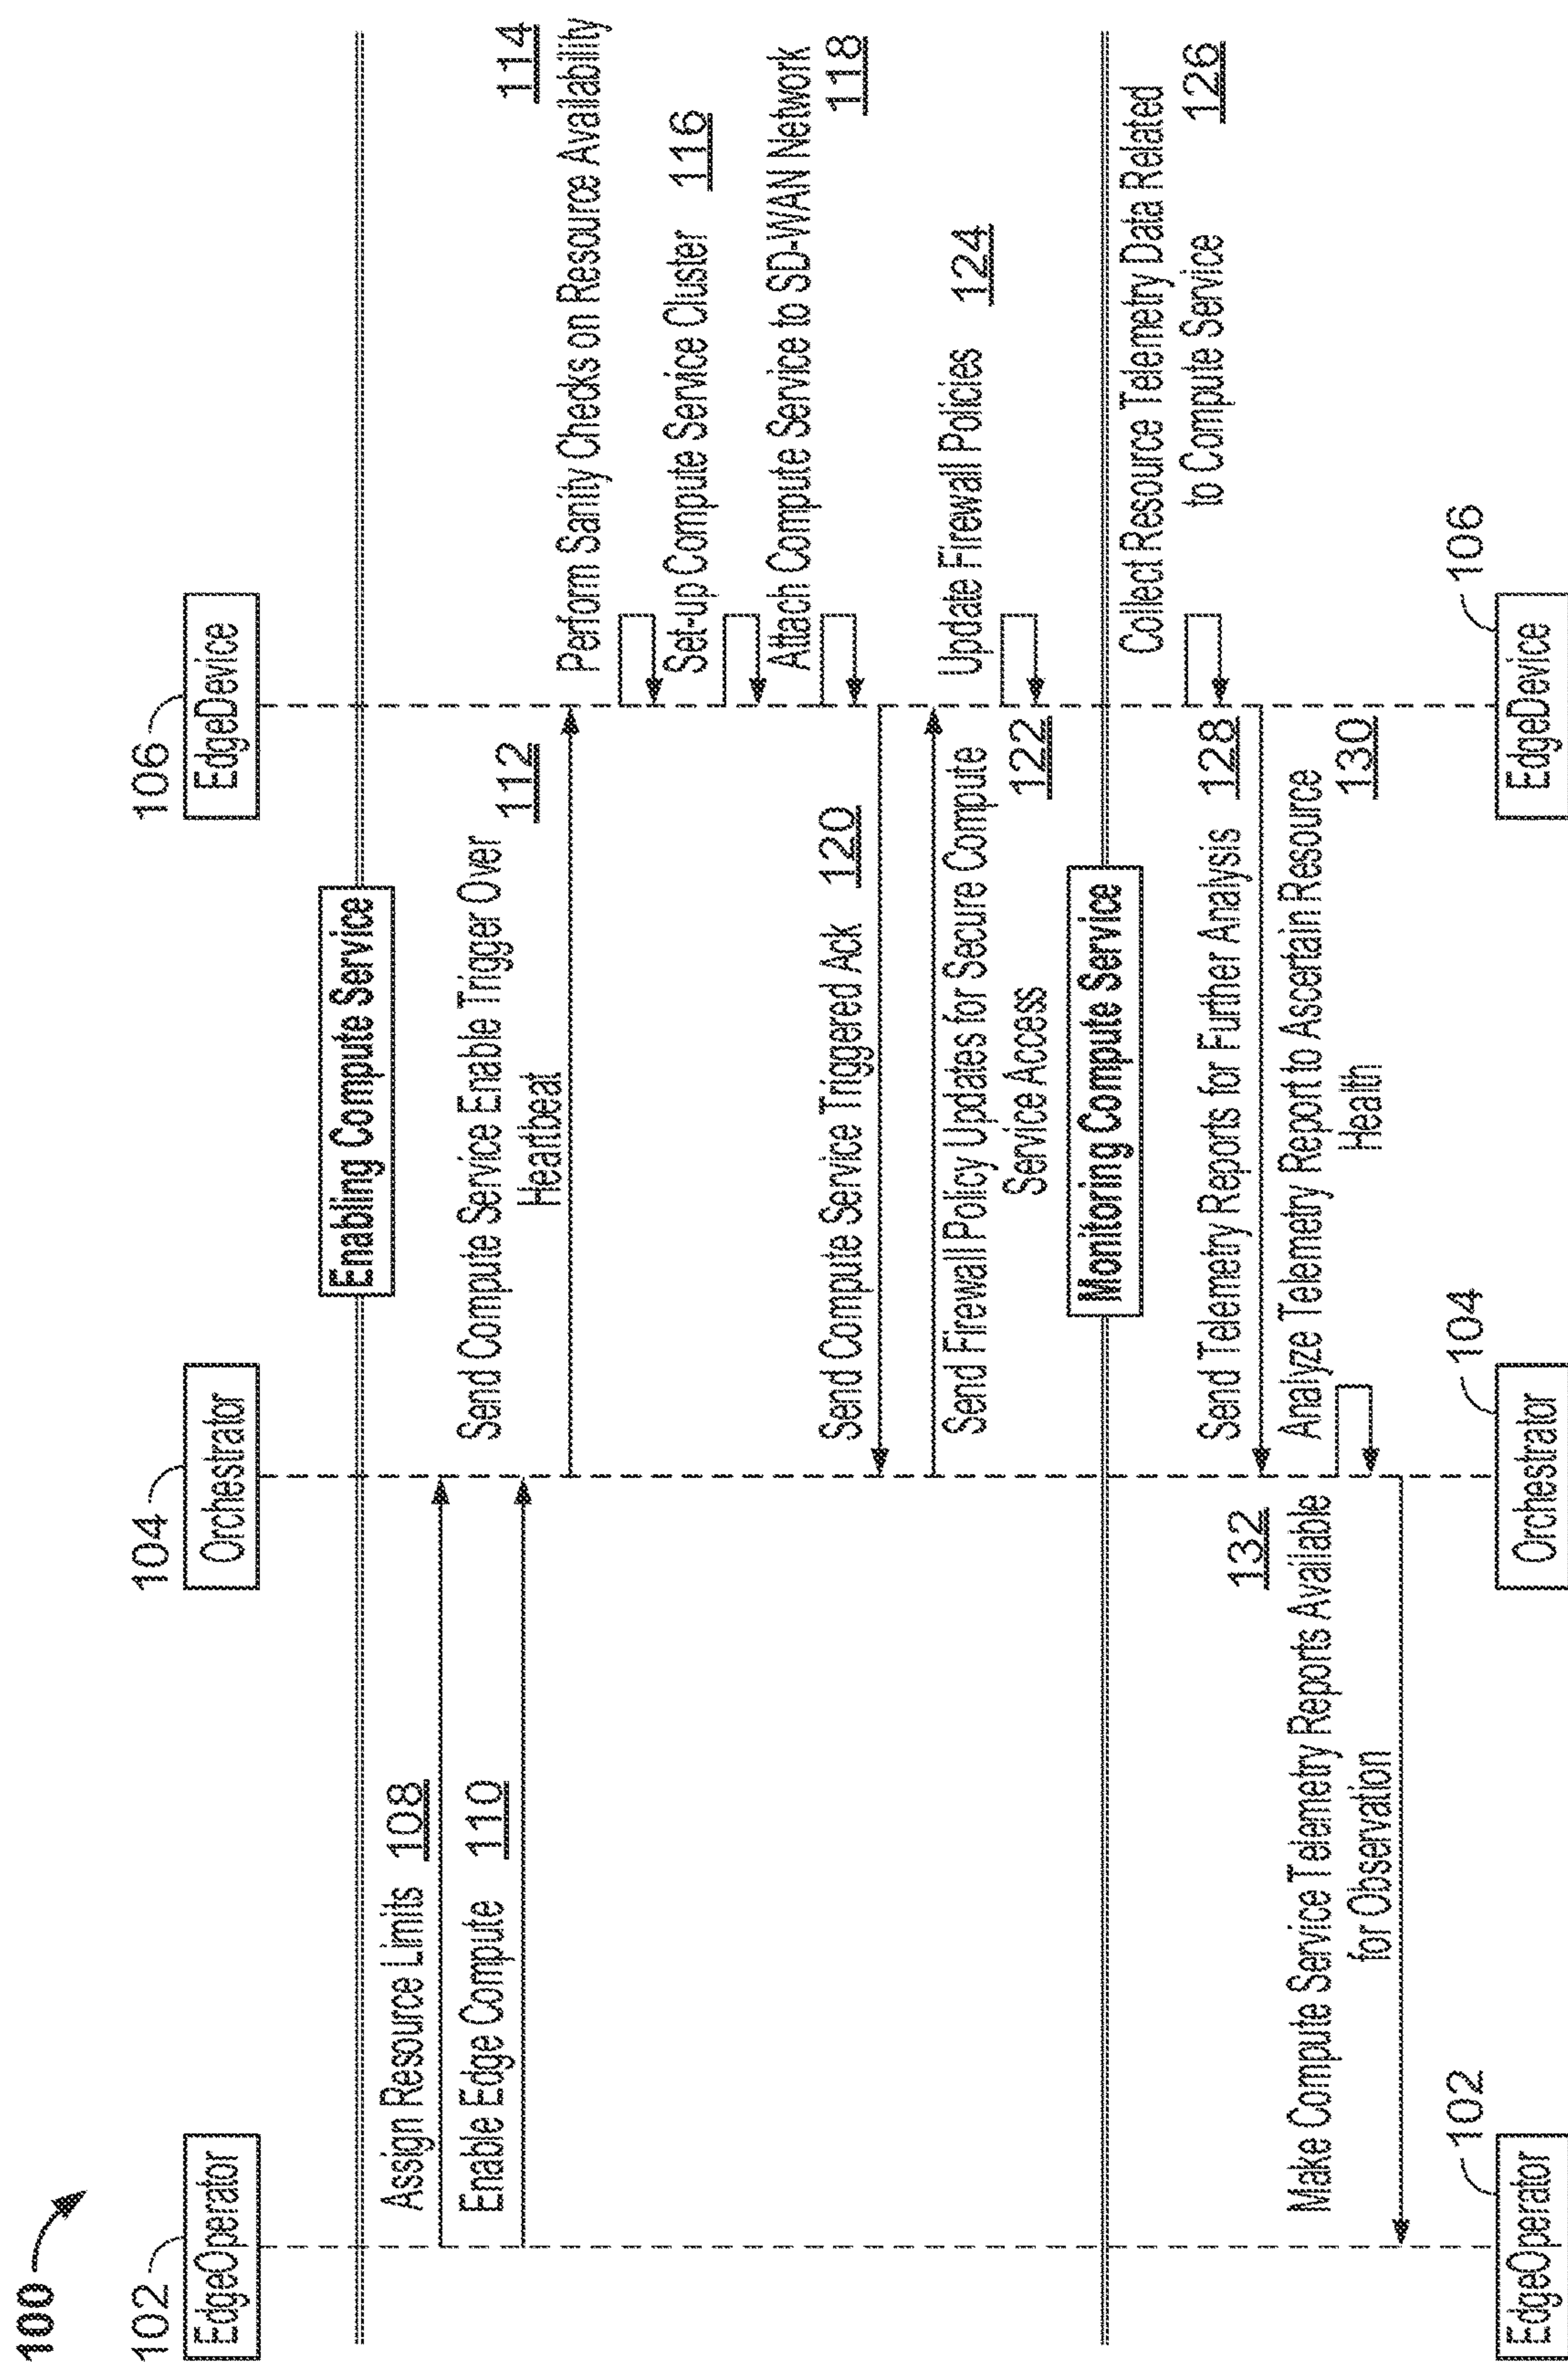 100
102
104
106
EdgeOperator
Orchestrator
EdgeDevice
Enabling Compute Service
Assign Resource Limits 108
Enable Edge Compute 110
Send Compute Service Enable Trigger Over
Heartbeat
112
114
Perform Sanity Checks on Resource Availability
Set-up Compute Service Cluster 116
Attach Compute Service to SD-WAN Network
118
Send Compute Service Triggered Ack 120
Send Firewall Policy Updates for Secure Compute
Service Access
122
Update Firewall Policies 124
Monitoring Compute Service
Collect Resource Telemetry Data Related
to Compute Service
126
Send Telemetry Reports for Further Analysis 128
Analyze Telemetry Report to Ascertain Resource
Health
130
132
Make Compute Service Telemetry Reports Available
for Observation
102
104
106
EdgeOperator
Orchestrator
EdgeDevice